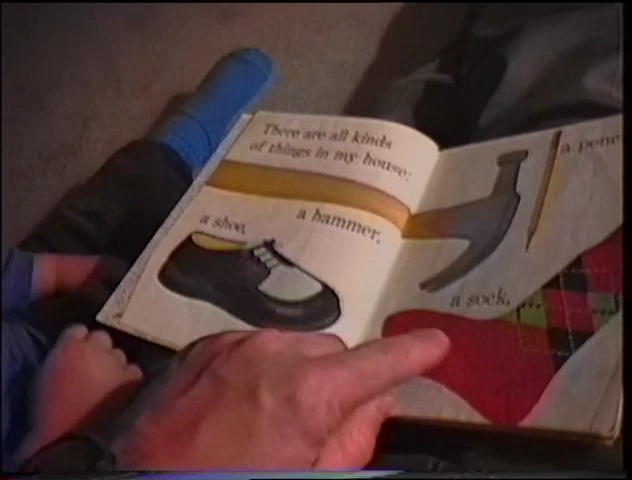 There are all kinds
of things in my house:
a shoe,
a hammer,
a sock,